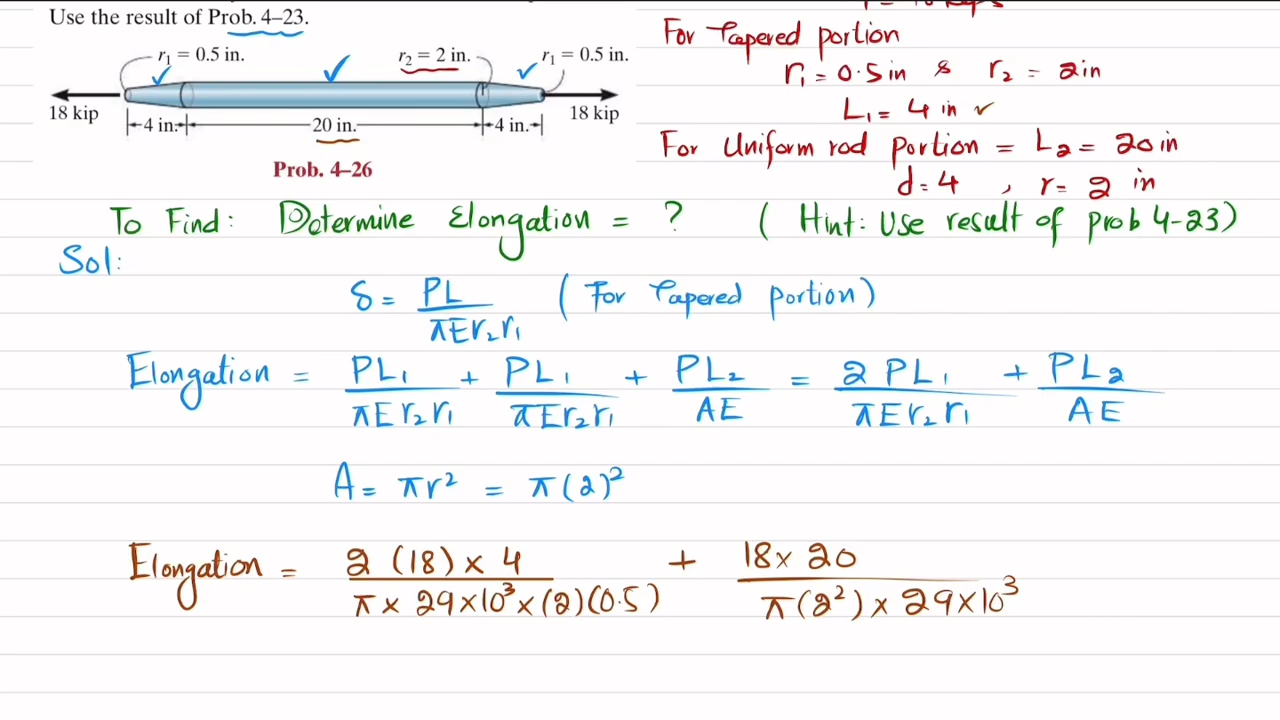 Use the result of Prob. 4–23.
r₁ = 0.5 in.
r₂ = 2 in.
r₁ = 0.5 in.
18 kip
18 kip
4 in.
20 in.
4 in.
Prob. 4–26
For Tapered portion
r₁ = 0.5 in & r₂ = 2 in
L₁ = 4 in ✓
For Uniform rod Portion = L₂ = 20 in
d = 4 , r = 2 in
To Find: Determine Elongation = ? ( Hint: Use result of prob 4-23)
Sol:
δ = PL / πEr₂r₁ ( For Tapered portion)
Elongation = PL₁ / πEr₂r₁ + PL₁ / πEr₂r₁ + PL₂ / AE = 2PL₁ / πEr₂r₁ + PL₂ / AE
A = πr² = π(2)²
Elongation = 2 (18) × 4 / π × 29×10³ × (2)(0.5) + 18 × 20 / π(2²) × 29×10³